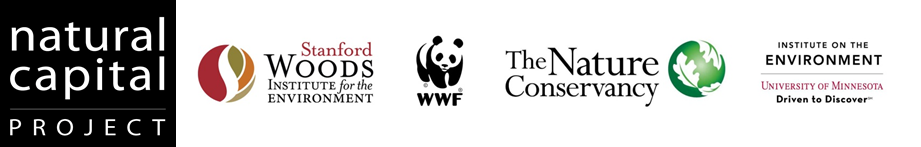 natural
capital
PROJECT
Stanford
WOODS
INSTITUTE for the
ENVIRONMENT
WWF
The Nature
Conservancy
INSTITUTE ON THE
ENVIRONMENT
UNIVERSITY OF MINNESOTA
Driven to Discover℠